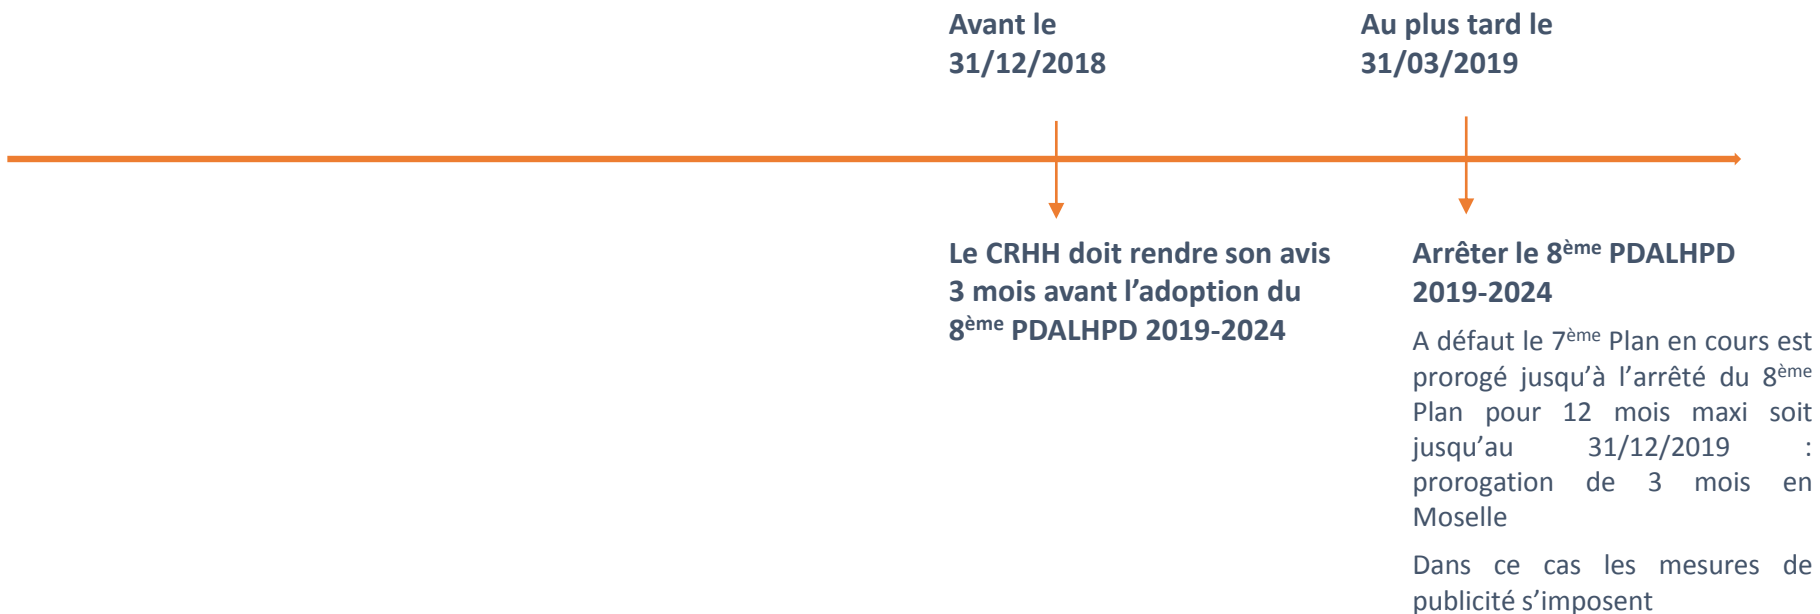 Avant le
31/12/2018
Au plus tard le
31/03/2019
Le CRHH doit rendre son avis
3 mois avant l’adoption du
8ème PDALHPD 2019-2024
Arrêter le 8ème PDALHPD
2019-2024
A défaut le 7ème Plan en cours est
prorogé jusqu’à l’arrêté du 8ème
Plan pour 12 mois maxi soit
jusqu’au 31/12/2019 :
prorogation de 3 mois en
Moselle
Dans ce cas les mesures de
publicité s’imposent